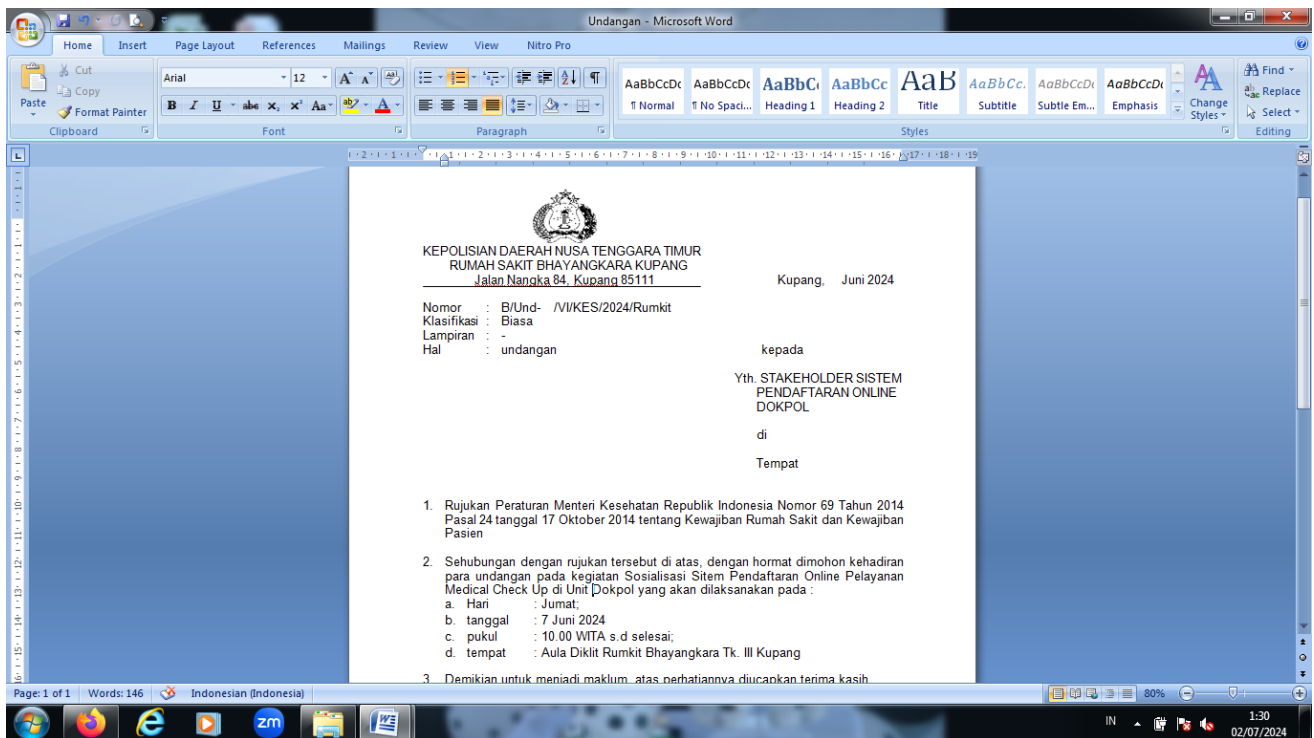 Undangan - Microsoft Word
Home Insert Page Layout References Mailings Review View Nitro Pro
Paste
Cut
Copy
Format Painter
Clipboard
Arial 12
Font
Paragraph
AaBbCcDc AaBbCcDc AaBbC AaBbCc AaB AaBbCc. AaBbCcDc AaBbCcDc
¶ Normal ¶ No Spaci... Heading 1 Heading 2 Title Subtitle Subtle Em... Emphasis
Change Styles
Styles
Find
Replace
Select
Editing
KEPOLISIAN DAERAH NUSA TENGGARA TIMUR
RUMAH SAKIT BHAYANGKARA KUPANG
Jalan Nangka 84, Kupang 85111
Kupang, Juni 2024
Nomor : B/Und- /VI/KES/2024/Rumkit
Klasifikasi : Biasa
Lampiran : -
Hal : undangan
kepada
Yth. STAKEHOLDER SISTEM
PENDAFTARAN ONLINE
DOKPOL
di
Tempat
1. Rujukan Peraturan Menteri Kesehatan Republik Indonesia Nomor 69 Tahun 2014
Pasal 24 tanggal 17 Oktober 2014 tentang Kewajiban Rumah Sakit dan Kewajiban
Pasien
2. Sehubungan dengan rujukan tersebut di atas, dengan hormat dimohon kehadiran
para undangan pada kegiatan Sosialisasi Sitem Pendaftaran Online Pelayanan
Medical Check Up di Unit Dokpol yang akan dilaksanakan pada :
a. Hari : Jumat;
b. tanggal : 7 Juni 2024
c. pukul : 10.00 WITA s.d selesai;
d. tempat : Aula Diklit Rumkit Bhayangkara Tk. III Kupang
3 Demikian untuk menjadi maklum, atas perhatiannya diucapkan terima kasih
Page: 1 of 1 Words: 146 Indonesian (Indonesia) 80%
zm
IN
1:30
02/07/2024